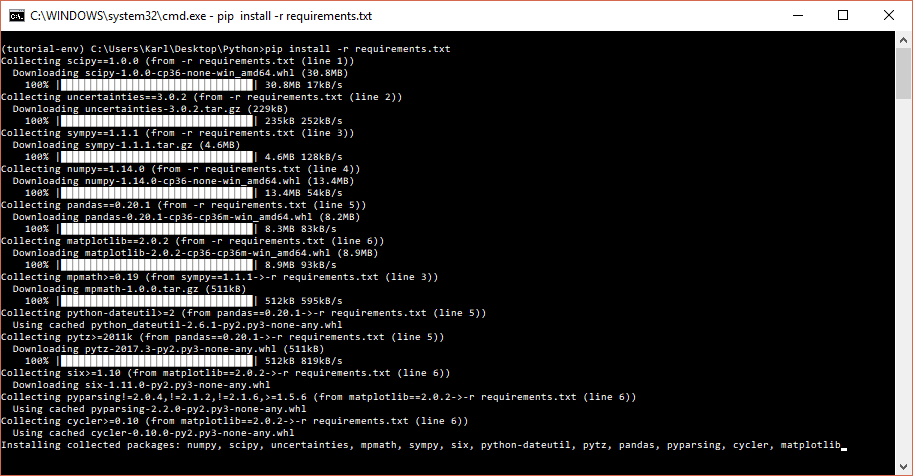 C:\WINDOWS\system32\cmd.exe - pip  install -r requirements.txt
(tutorial-env) C:\Users\Karl\Desktop\Python>pip install -r requirements.txt
Collecting scipy==1.0.0 (from -r requirements.txt (line 1))
  Downloading scipy-1.0.0-cp36-none-win_amd64.whl (30.8MB)
    100% |████████████████████████████████| 30.8MB 17kB/s
Collecting uncertainties==3.0.2 (from -r requirements.txt (line 2))
  Downloading uncertainties-3.0.2.tar.gz (229kB)
    100% |████████████████████████████████| 235kB 252kB/s
Collecting sympy==1.1.1 (from -r requirements.txt (line 3))
  Downloading sympy-1.1.1.tar.gz (4.6MB)
    100% |████████████████████████████████| 4.6MB 128kB/s
Collecting numpy==1.14.0 (from -r requirements.txt (line 4))
  Downloading numpy-1.14.0-cp36-none-win_amd64.whl (13.4MB)
    100% |████████████████████████████████| 13.4MB 54kB/s
Collecting pandas==0.20.1 (from -r requirements.txt (line 5))
  Downloading pandas-0.20.1-cp36-cp36m-win_amd64.whl (8.2MB)
    100% |████████████████████████████████| 8.3MB 83kB/s
Collecting matplotlib==2.0.2 (from -r requirements.txt (line 6))
  Downloading matplotlib-2.0.2-cp36-cp36m-win_amd64.whl (8.9MB)
    100% |████████████████████████████████| 8.9MB 93kB/s
Collecting mpmath>=0.19 (from sympy==1.1.1->-r requirements.txt (line 3))
  Downloading mpmath-1.0.0.tar.gz (511kB)
    100% |████████████████████████████████| 512kB 595kB/s
Collecting python-dateutil>=2 (from pandas==0.20.1->-r requirements.txt (line 5))
  Using cached python_dateutil-2.6.1-py2.py3-none-any.whl
Collecting pytz>=2011k (from pandas==0.20.1->-r requirements.txt (line 5))
  Downloading pytz-2017.3-py2.py3-none-any.whl (511kB)
    100% |████████████████████████████████| 512kB 819kB/s
Collecting six>=1.10 (from matplotlib==2.0.2->-r requirements.txt (line 6))
  Downloading six-1.11.0-py2.py3-none-any.whl
Collecting pyparsing!=2.0.4,!=2.1.2,!=2.1.6,>=1.5.6 (from matplotlib==2.0.2->-r requirements.txt (line 6))
  Using cached pyparsing-2.2.0-py2.py3-none-any.whl
Collecting cycler>=0.10 (from matplotlib==2.0.2->-r requirements.txt (line 6))
  Using cached cycler-0.10.0-py2.py3-none-any.whl
Installing collected packages: numpy, scipy, uncertainties, mpmath, sympy, six, python-dateutil, pytz, pandas, pyparsing, cycler, matplotlib